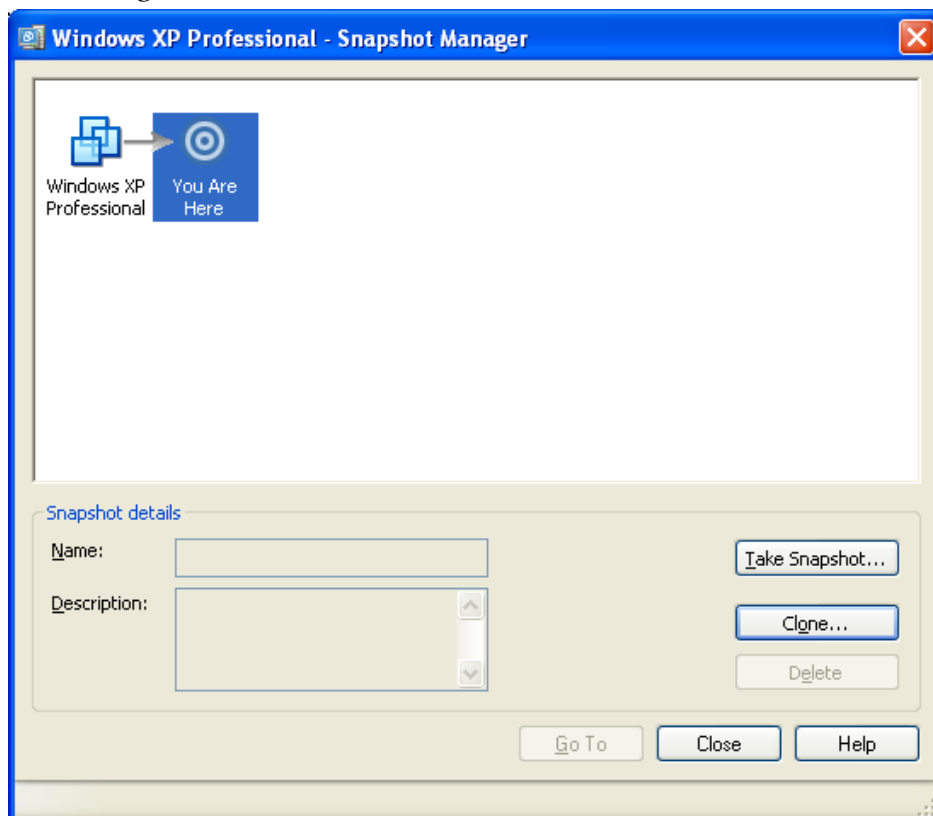 Windows XP Professional - Snapshot Manager
Windows XP
Professional
You Are
Here
Snapshot details
Name:
Take Snapshot...
Description:
Clone...
Delete
Go To
Close
Help